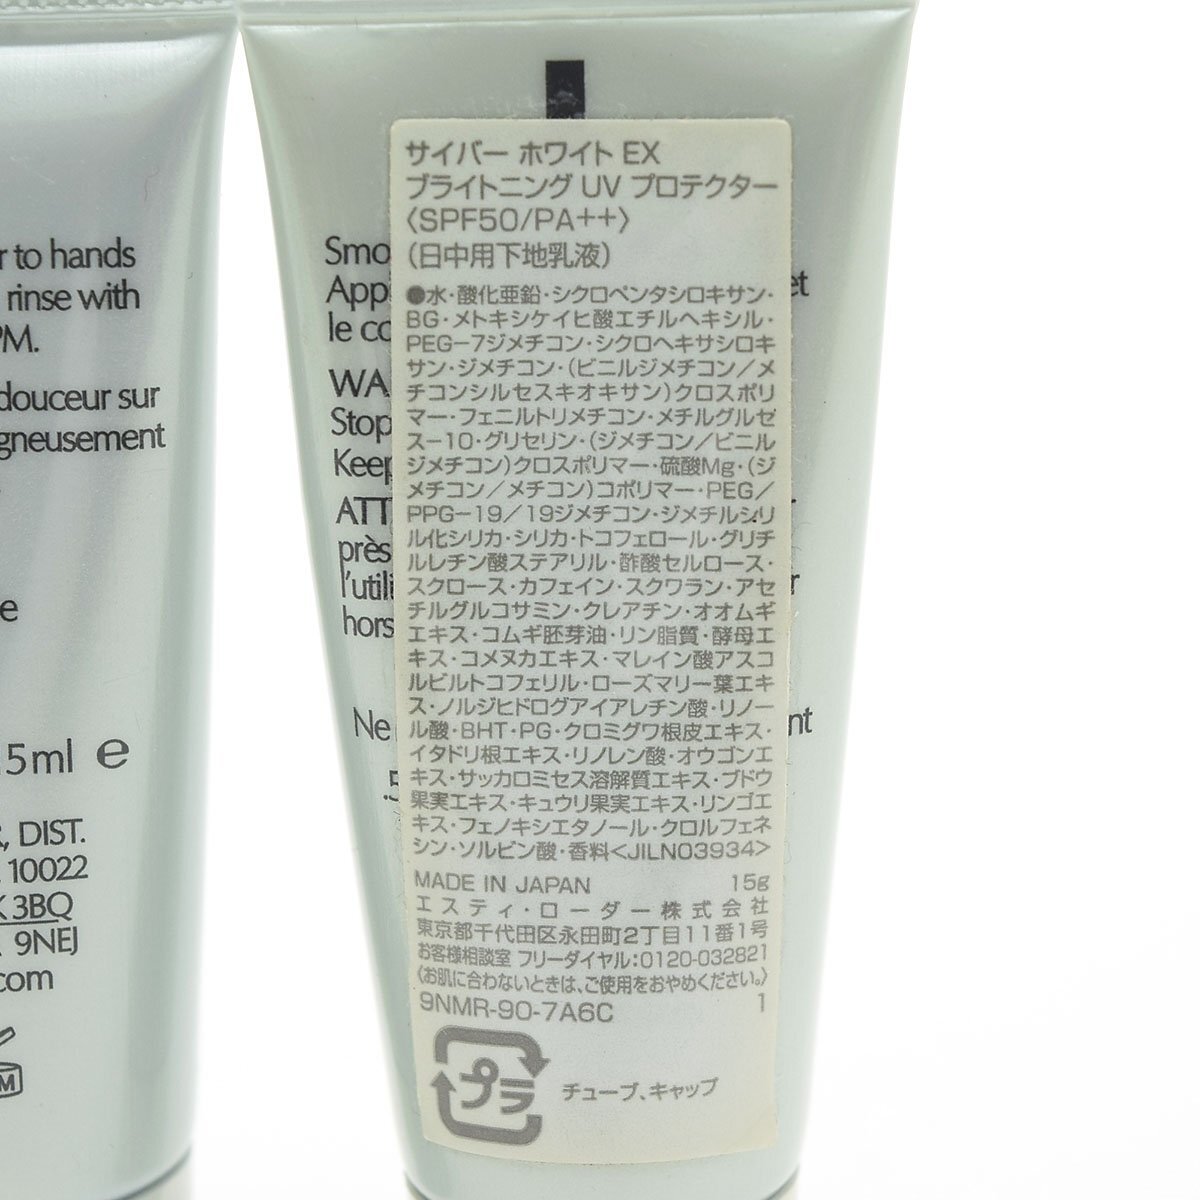 r to hands
rinse with
PM.
douceur sur
gneusement
e
.5ml e
, DIST.
10022
K 3BQ
9NEJ
.com
M
Smo
App
le co
WA
Stop
Keep
ATT
près
l'utili
hors
Ne
.5
et
r
r
nt
サイバー ホワイト EX
ブライトニング UV プロテクター
〈SPF50/PA++〉
(日中用下地乳液)
●水・酸化亜鉛・シクロペンタシロキサン・
BG・メトキシケイヒ酸エチルヘキシル・
PEG-7ジメチコン・シクロヘキサシロキ
サン・ジメチコン・(ビニルジメチコン/メ
チコンシルセスキオキサン)クロスポリ
マー・フェニルトリメチコン・メチルグルセ
ス-10・グリセリン・(ジメチコン/ビニル
ジメチコン)クロスポリマー・硫酸Mg・(ジ
メチコン/メチコン)コポリマー・PEG/
PPG-19/19ジメチコン・ジメチルシリ
ル化シリカ・シリカ・トコフェロール・グリチ
ルレチン酸ステアリル・酢酸セルロース・
スクロース・カフェイン・スクワラン・アセ
チルグルコサミン・クレアチン・オオムギ
エキス・コムギ胚芽油・リン脂質・酵母エ
キス・コメヌカエキス・マレイン酸アスコ
ルビルトコフェリル・ローズマリー葉エキ
ス・ノルジヒドログアイアレチン酸・リノー
ル酸・BHT・PG・クロミグワ根皮エキス・
イタドリ根エキス・リノレン酸・オウゴンエ
キス・サッカロミセス溶解質エキス・ブドウ
果実エキス・キュウリ果実エキス・リンゴエ
キス・フェノキシエタノール・クロルフェネ
シン・ソルビン酸・香料<JILN03934>
MADE IN JAPAN 15g
エスティ・ローダー株式会社
東京都千代田区永田町2丁目11番1号
お客様相談室 フリーダイヤル:0120-032821
〈お肌に合わないときは、ご使用をおやめください。〉
9NMR-90-7A6C 1
プラ
チューブ、キャップ